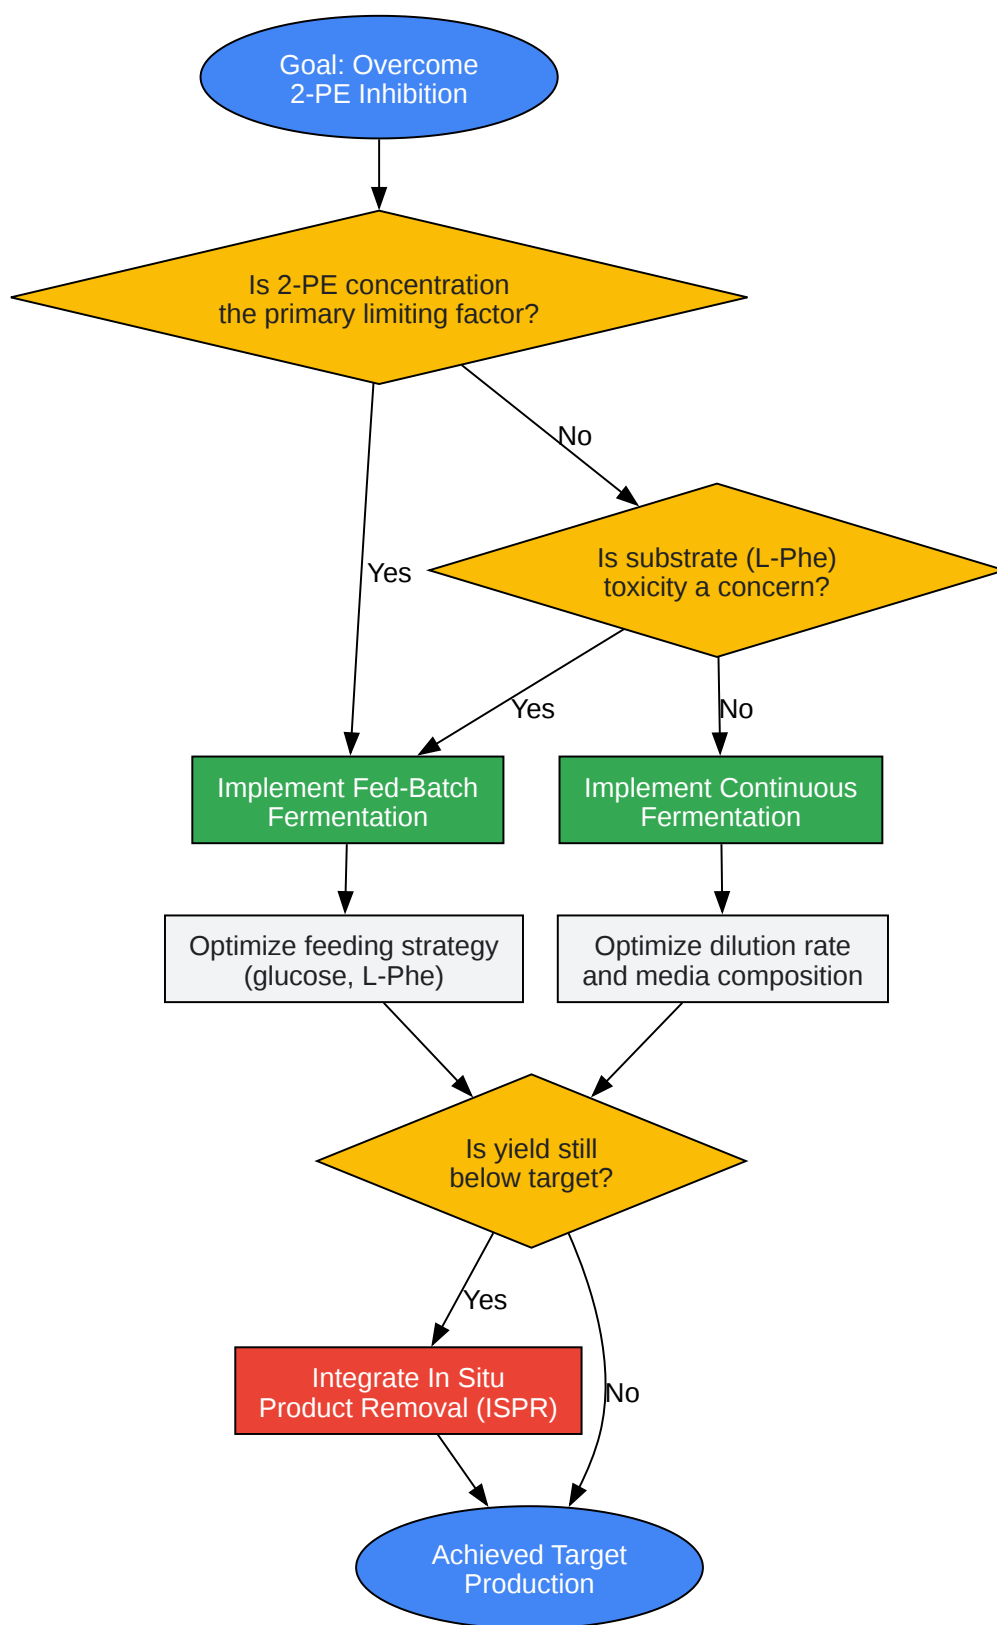 Goal: Overcome
2-PE Inhibition
Is 2-PE concentration
the primary limiting factor?
No
Is substrate (L-Phe)
toxicity a concern?
Yes
Yes
No
Implement Fed-Batch
Fermentation
Implement Continuous
Fermentation
Optimize feeding strategy
(glucose, L-Phe)
Optimize dilution rate
and media composition
Is yield still
below target?
Yes
Integrate In Situ
Product Removal (ISPR)
No
Achieved Target
Production